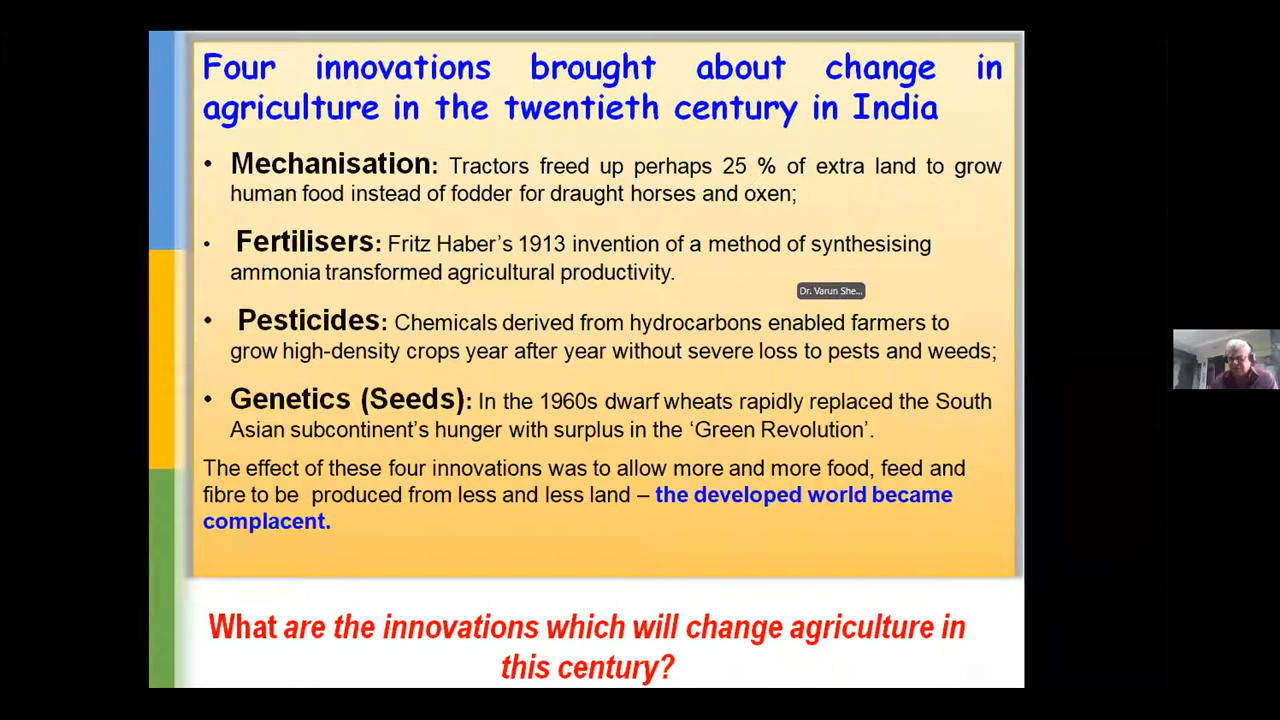 Four innovations brought about change in
agriculture in the twentieth century in India
• Mechanisation: Tractors freed up perhaps 25 % of extra land to grow
human food instead of fodder for draught horses and oxen;
• Fertilisers: Fritz Haber's 1913 invention of a method of synthesising
ammonia transformed agricultural productivity.
Dr. Varun She...
• Pesticides: Chemicals derived from hydrocarbons enabled farmers to
grow high-density crops year after year without severe loss to pests and weeds;
• Genetics (Seeds): In the 1960s dwarf wheats rapidly replaced the South
Asian subcontinent's hunger with surplus in the ‘Green Revolution’.
The effect of these four innovations was to allow more and more food, feed and
fibre to be produced from less and less land – the developed world became
complacent.
What are the innovations which will change agriculture in
this century?